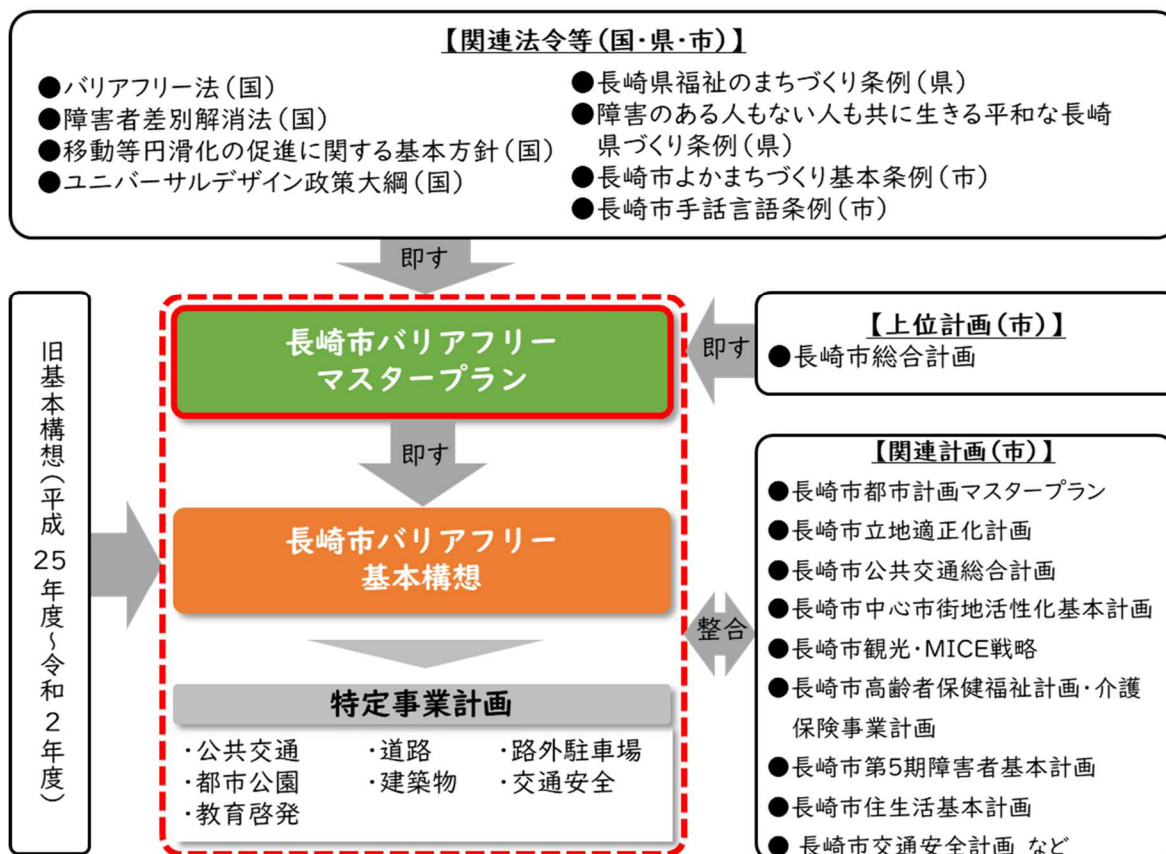 【関連法令等(国・県・市)】
●バリアフリー法(国)
●障害者差別解消法(国)
●移動等円滑化の促進に関する基本方針(国)
●ユニバーサルデザイン政策大綱(国)
●長崎県福祉のまちづくり条例(県)
●障害のある人もない人も共に生きる平和な長崎
県づくり条例(県)
●長崎市よかまちづくり基本条例(市)
●長崎市手話言語条例(市)
即す
旧基本構想(平成25年度~令和2年度)
長崎市バリアフリー
マスタープラン
即す
【上位計画(市)】
●長崎市総合計画
即す
長崎市バリアフリー
基本構想
特定事業計画
・公共交通 ・道路 ・路外駐車場
・都市公園 ・建築物 ・交通安全
・教育啓発
整合
【関連計画(市)】
●長崎市都市計画マスタープラン
●長崎市立地適正化計画
●長崎市公共交通総合計画
●長崎市中心市街地活性化基本計画
●長崎市観光・MICE戦略
●長崎市高齢者保健福祉計画・介護
保険事業計画
●長崎市第5期障害者基本計画
●長崎市住生活基本計画
● 長崎市交通安全計画 など